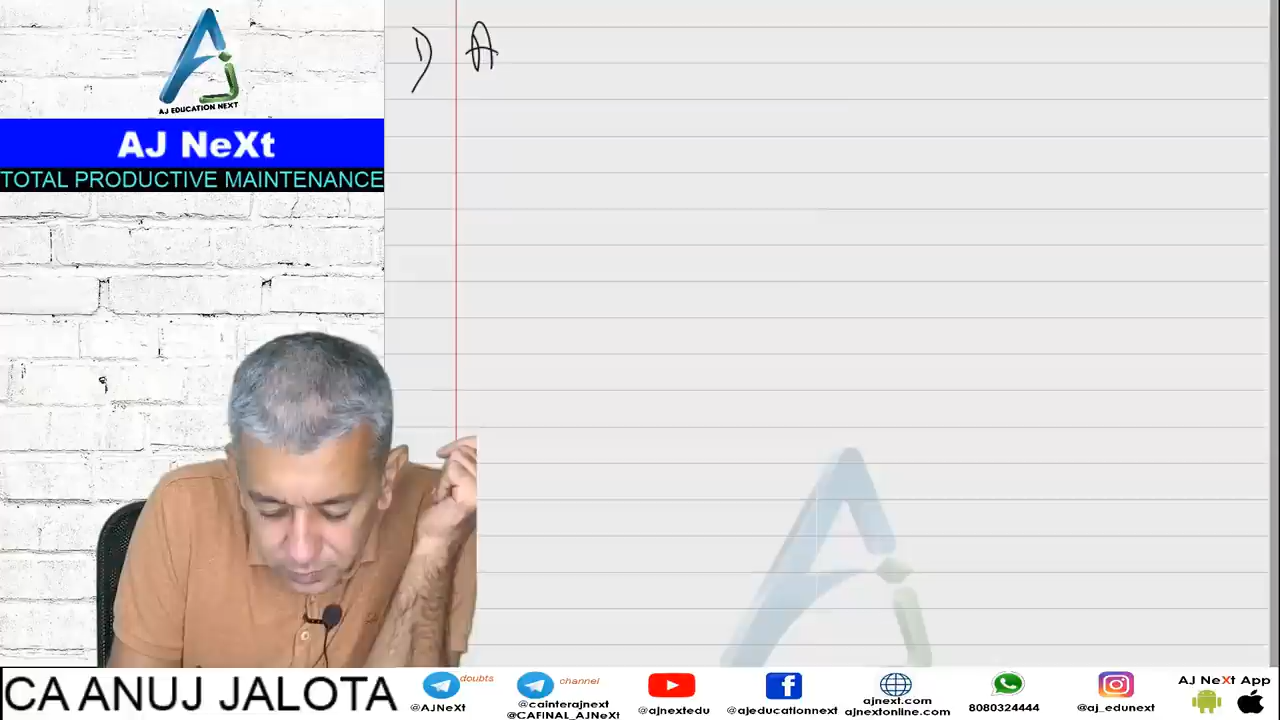 AJ EDUCATION NEXT
AJ NeXt
TOTAL PRODUCTIVE MAINTENANCE
1) A
CA ANUJ JALOTA
doubts
@AJNeXt
channel
@cainterajnext
@CAFINAL_AJNeXt
@ajnextedu
@ajeducationnext
ajnext.com
ajnextonline.com
@aj_edunext
AJ NeXt App